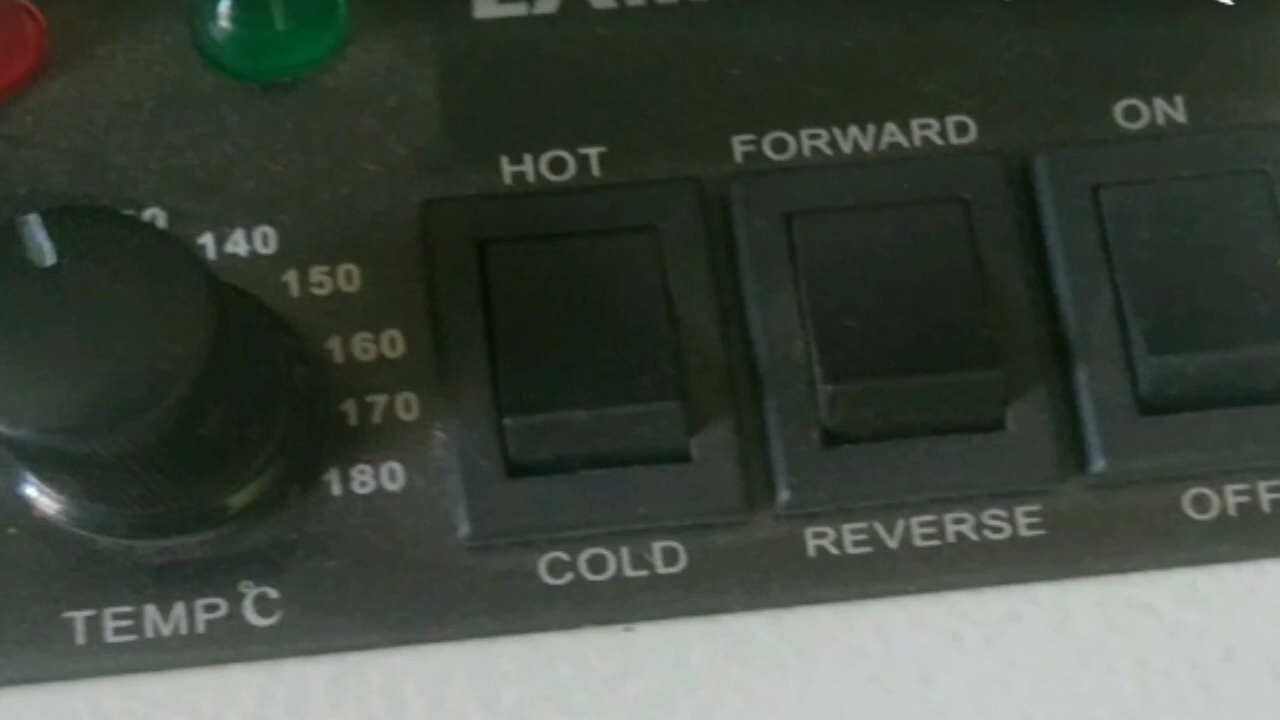 HOT
FORWARD
ON
140
150
160
170
180
COLD
REVERSE
OFF
TEMP°C